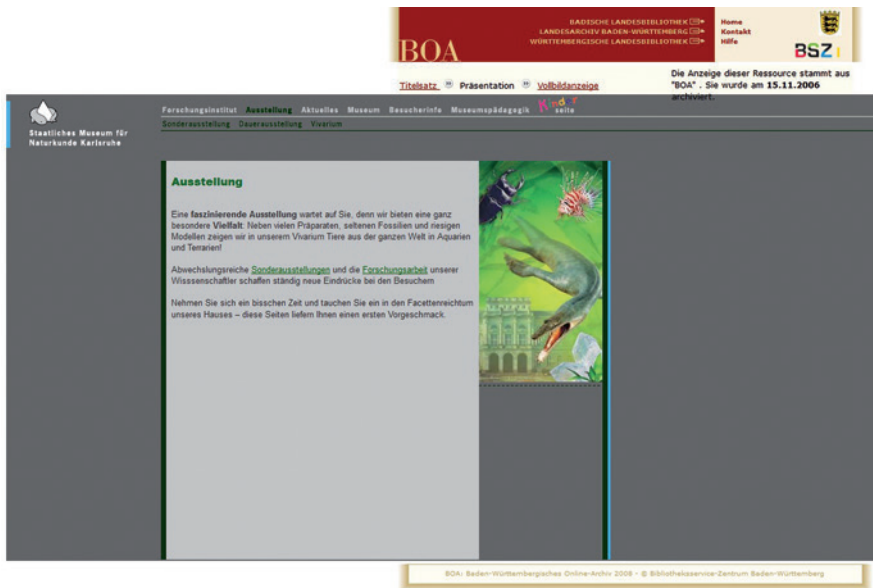 BOA
BADISCHE LANDESBIBLIOTHEK
LANDESARCHIV BADEN-WÜRTTEMBERG
WÜRTTEMBERGISCHE LANDESBIBLIOTHEK
Home
Kontakt
Hilfe
BSZ
Titelsatz Präsentation Vollbildanzeige
Die Anzeige dieser Ressource stammt aus
"BOA" . Sie wurde am 15.11.2006
archiviert.
Staatliches Museum für
Naturkunde Karlsruhe
Forschungsinstitut Ausstellung Aktuelles Museum Besucherinfo Museumspädagogik Kinder seite
Sonderausstellung Dauerausstellung Vivarium
Ausstellung
Eine faszinierende Ausstellung wartet auf Sie, denn wir bieten eine ganz
besondere Vielfalt: Neben vielen Präparaten, seltenen Fossilien und riesigen
Modellen zeigen wir in unserem Vivarium Tiere aus der ganzen Welt in Aquarien
und Terrarien!
Abwechslungsreiche Sonderausstellungen und die Forschungsarbeit unserer
Wisssenschaftler schaffen ständig neue Eindrücke bei den Besuchern
Nehmen Sie sich ein bisschen Zeit und tauchen Sie ein in den Facettenreichtum
unseres Hauses – diese Seiten liefern Ihnen einen ersten Vorgeschmack.
BOA: Baden-Württembergisches Online-Archiv 2008 - © Bibliotheksservice-Zentrum Baden-Württemberg